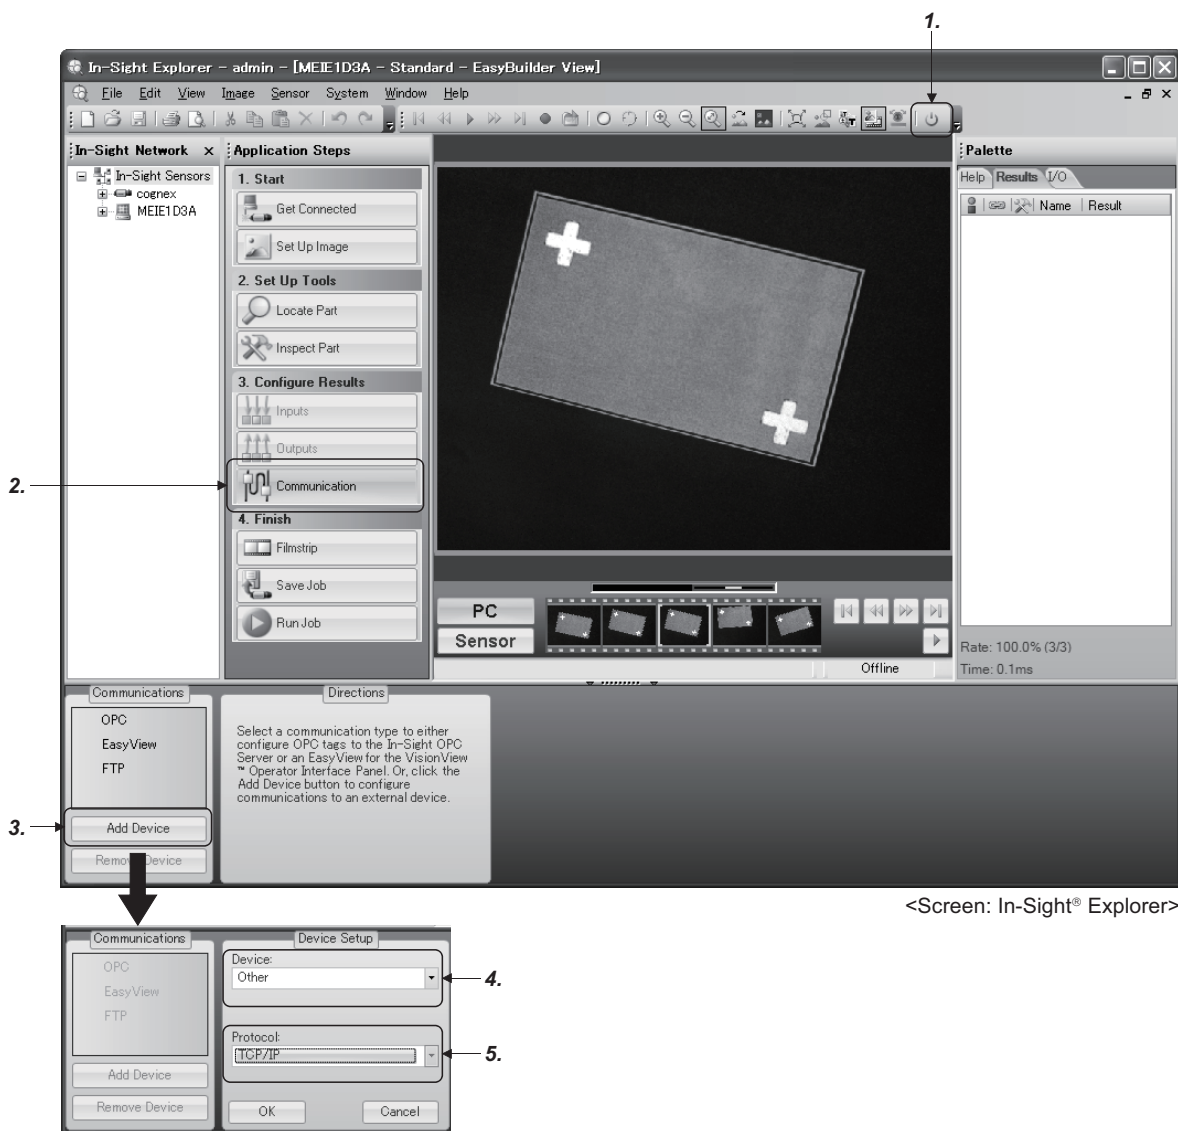 1.
In-Sight Explorer - admin - [MEIE1D3A - Standard - EasyBuilder View]
File Edit View Image Sensor System Window Help
In-Sight Network
In-Sight Sensors
cognex
MEIE1D3A
Application Steps
1. Start
Get Connected
Set Up Image
2. Set Up Tools
Locate Part
Inspect Part
3. Configure Results
Inputs
Outputs
2.
Communication
4. Finish
Filmstrip
Save Job
Run Job
PC
Sensor
Offline
Palette
Help Results I/O
Name Result
Rate: 100.0% (3/3)
Time: 0.1ms
Communications
OPC
EasyView
FTP
3.
Add Device
Remove Device
Directions
Select a communication type to either
configure OPC tags to the In-Sight OPC
Server or an EasyView for the VisionView
™ Operator Interface Panel. Or, click the
Add Device button to configure
communications to an external device.
<Screen: In-Sight® Explorer>
Communications
OPC
EasyView
FTP
Add Device
Remove Device
Device Setup
Device:
Other
4.
Protocol:
TCP/IP
5.
OK Cancel